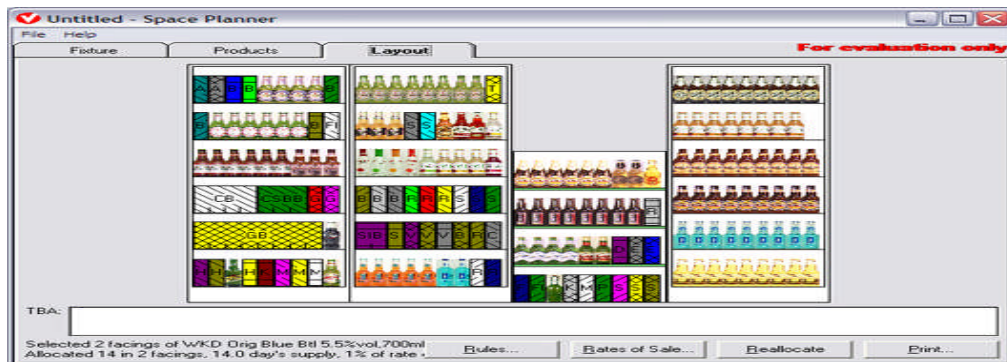 Untitled - Space Planner
File Help
Fixture Products Layout For evaluation only
A A B B B T
B B F S S
CB CSBB G G B B B R R R S S S
GB S1B S V V V B R C
H H H K M M M
K M P S S S
D D D D D D D D
TBA:
Selected 2 facings of WKD Orig Blue Btl 5.5%vol,700ml
Allocated 14 in 2 facings, 14.0 day's supply, 1% of rate
Rules... Rates of Sale... Reallocate Print...